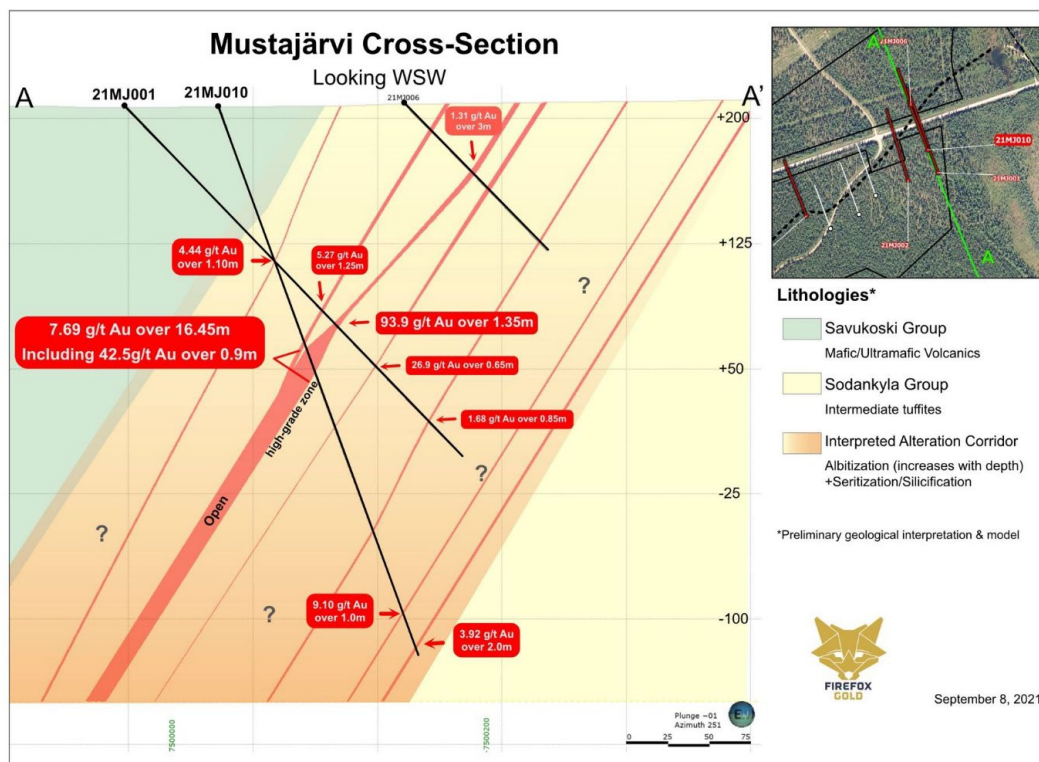 Mustajärvi Cross-Section
Looking WSW
A
21MJ001
21MJ010
21MJ006
A'
1.31 g/t Au
over 3m
+200
+125
+50
-25
-100
4.44 g/t Au
over 1.10m
5.27 g/t Au
over 1.25m
7.69 g/t Au over 16.45m
Including 42.5g/t Au over 0.9m
93.9 g/t Au over 1.35m
26.9 g/t Au over 0.65m
1.68 g/t Au over 0.85m
high-grade zone
Open
?
?
?
?
9.10 g/t Au
over 1.0m
3.92 g/t Au
over 2.0m
7500000
-7500200
Plunge −01
Azimuth 251
0 25 50 75
A
21MJ006
21MJ010
21MJ001
21MJ002
A
Lithologies*
Savukoski Group
Mafic/Ultramafic Volcanics
Sodankyla Group
Intermediate tuffites
Interpreted Alteration Corridor
Albitization (increases with depth)
+Seritization/Silicification
*Preliminary geological interpretation & model
FIREFOX
GOLD
September 8, 2021